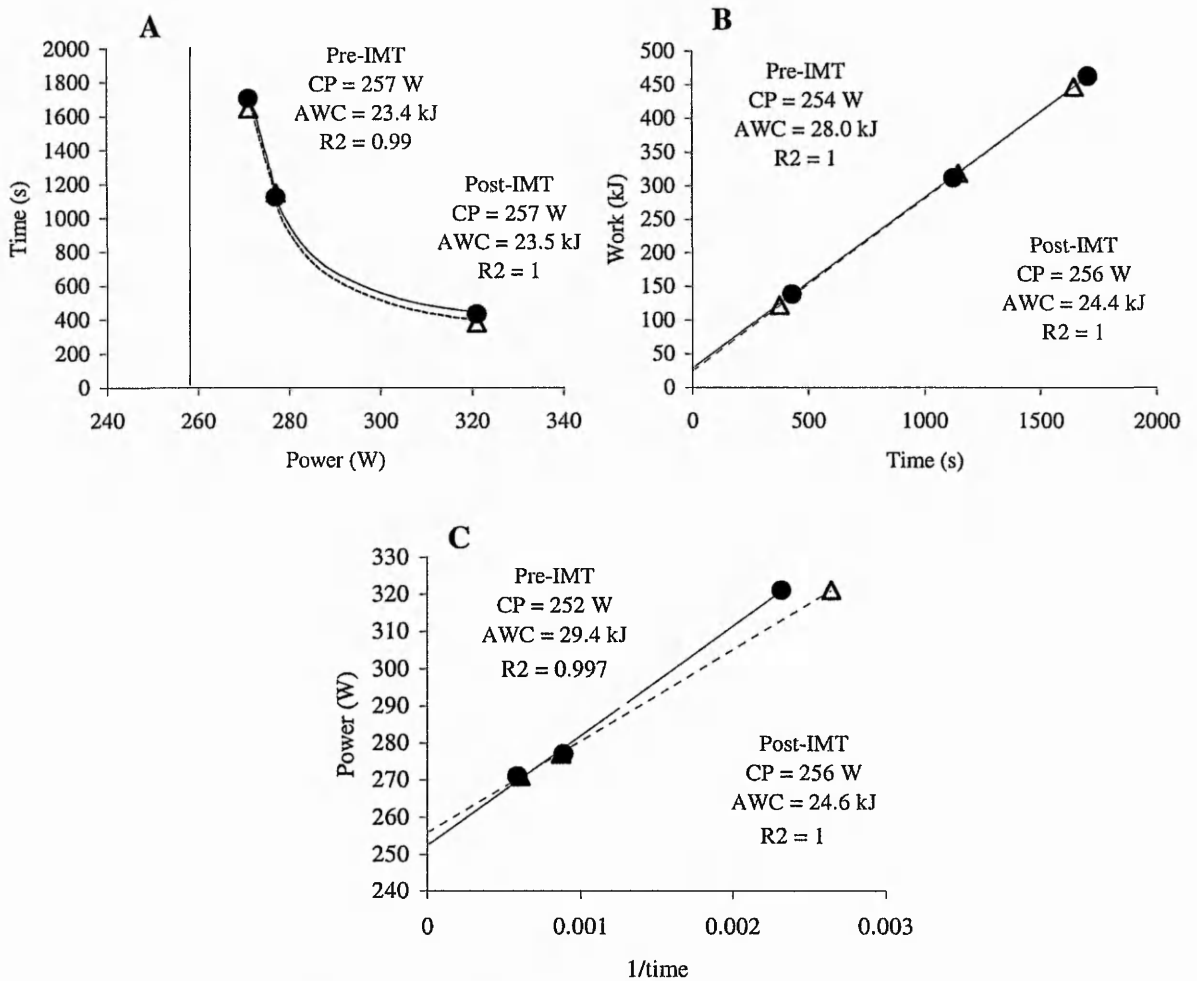 A
Time (s)
2000
1800
1600
1400
1200
1000
800
600
400
200
0
240
260
280
300
320
340
Power (W)
Pre-IMT
CP = 257 W
AWC = 23.4 kJ
R2 = 0.99
Post-IMT
CP = 257 W
AWC = 23.5 kJ
R2 = 1
B
Work (kJ)
500
450
400
350
300
250
200
150
100
50
0
0
500
1000
1500
2000
Time (s)
Pre-IMT
CP = 254 W
AWC = 28.0 kJ
R2 = 1
Post-IMT
CP = 256 W
AWC = 24.4 kJ
R2 = 1
C
Power (W)
330
320
310
300
290
280
270
260
250
240
0
0.001
0.002
0.003
1/time
Pre-IMT
CP = 252 W
AWC = 29.4 kJ
R2 = 0.997
Post-IMT
CP = 256 W
AWC = 24.6 kJ
R2 = 1